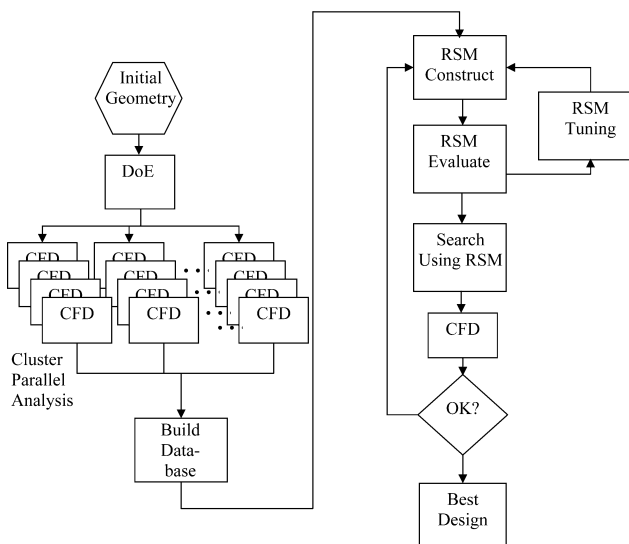 Initial
Geometry
DoE
CFD
CFD
CFD
CFD
CFD
CFD
CFD
CFD
CFD
CFD
CFD
CFD
Cluster
Parallel
Analysis
Build
Data-
base
RSM
Construct
RSM
Tuning
RSM
Evaluate
Search
Using RSM
CFD
OK?
Best
Design